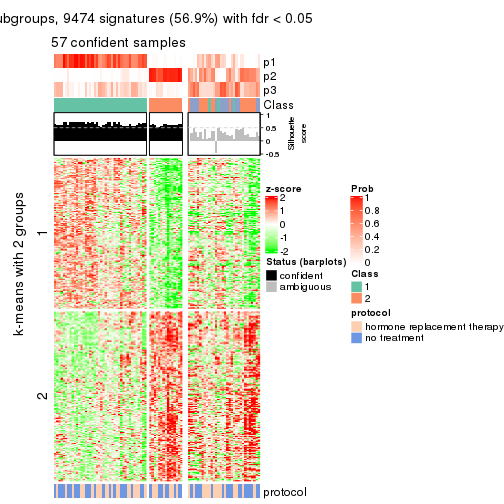 ubgroups, 9474 signatures (56.9%) with fdr < 0.05
57 confident samples
p1
p2
p3
Class
1
0.5
0
-0.5
Silhouette
score
k-means with 2 groups
1
2
z-score
2
1
0
-1
-2
Status (barplots)
confident
ambiguous
Prob
1
0.8
0.6
0.4
0.2
0
Class
1
2
protocol
hormone replacement therapy
no treatment
protocol